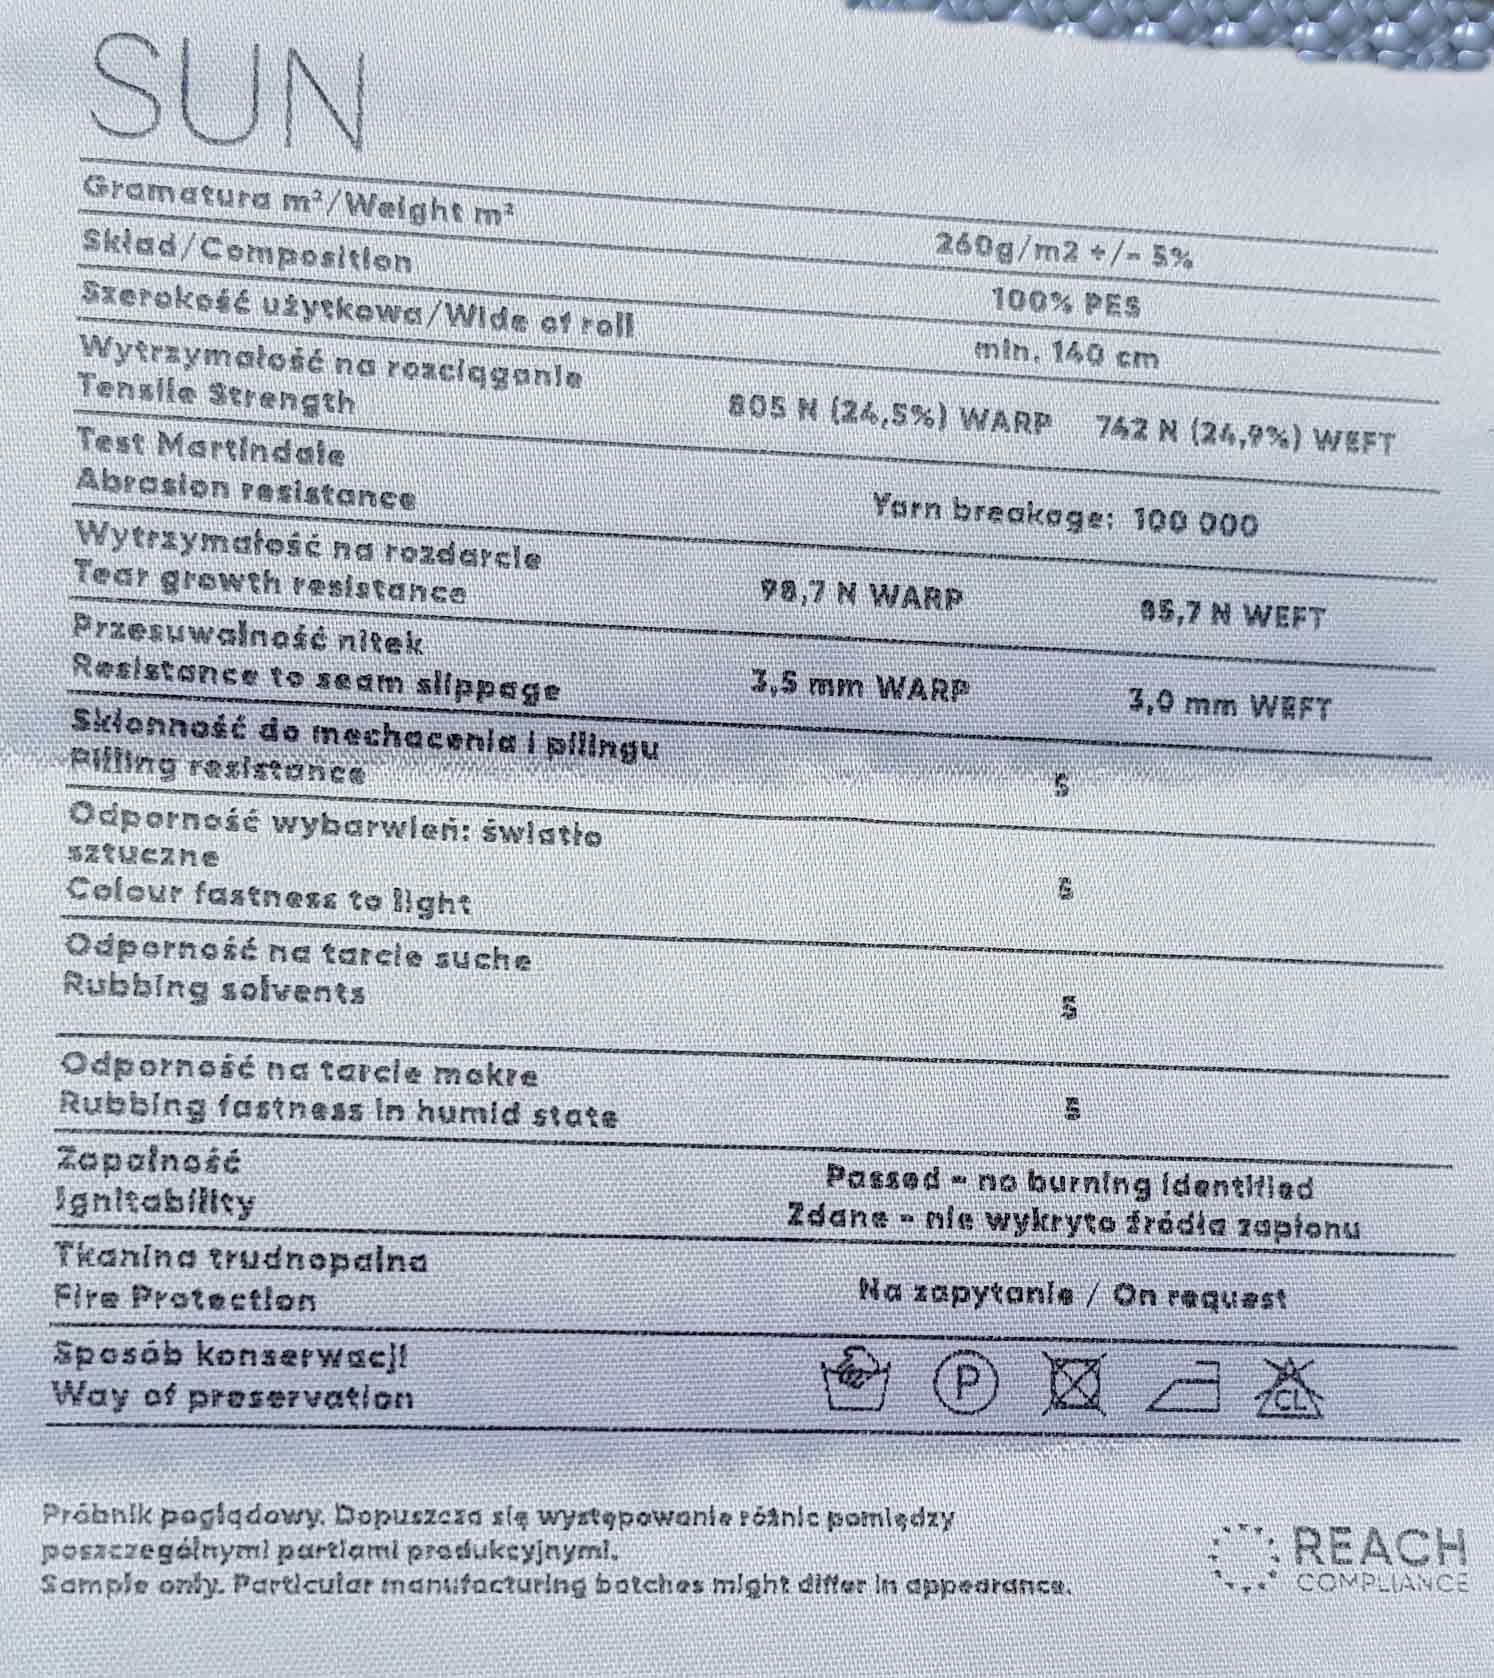 SUN
Gramatura m²/Weight m²
260g/m2 +/- 5%
Skład/Composition
100% PES
Szerokość użytkowa/Wide of roll
min. 140 cm
Wytrzymałość na rozciąganie
Tensile Strength
805 N (24,5%) WARP 742 N (24,9%) WEFT
Test Martindale
Abrasion resistance
Yarn breakage: 100 000
Wytrzymałość na rozdarcie
Tear growth resistance
98,7 N WARP 85,7 N WEFT
Przesuwalność nitek
Resistance to seam slippage
3,5 mm WARP 3,0 mm WEFT
Skłonność do mechacenia i pilingu
Pilling resistance
5
Odporność wybarwień: światło
sztuczne
Colour fastness to light
5
Odporność na tarcie suche
Rubbing solvents
5
Odporność na tarcie mokre
Rubbing fastness in humid state
5
Zapalność
Ignitability
Passed - no burning identified
Zdane - nie wykryto źródła zapłonu
Tkanina trudnopalna
Fire Protection
Na zapytanie / On request
Sposób konserwacji
Way of preservation
P
CL
Próbnik poglądowy. Dopuszcza się występowanie różnic pomiędzy
poszczególnymi partiami produkcyjnymi.
Sample only. Particular manufacturing batches might differ in appearance.
REACH
COMPLIANCE